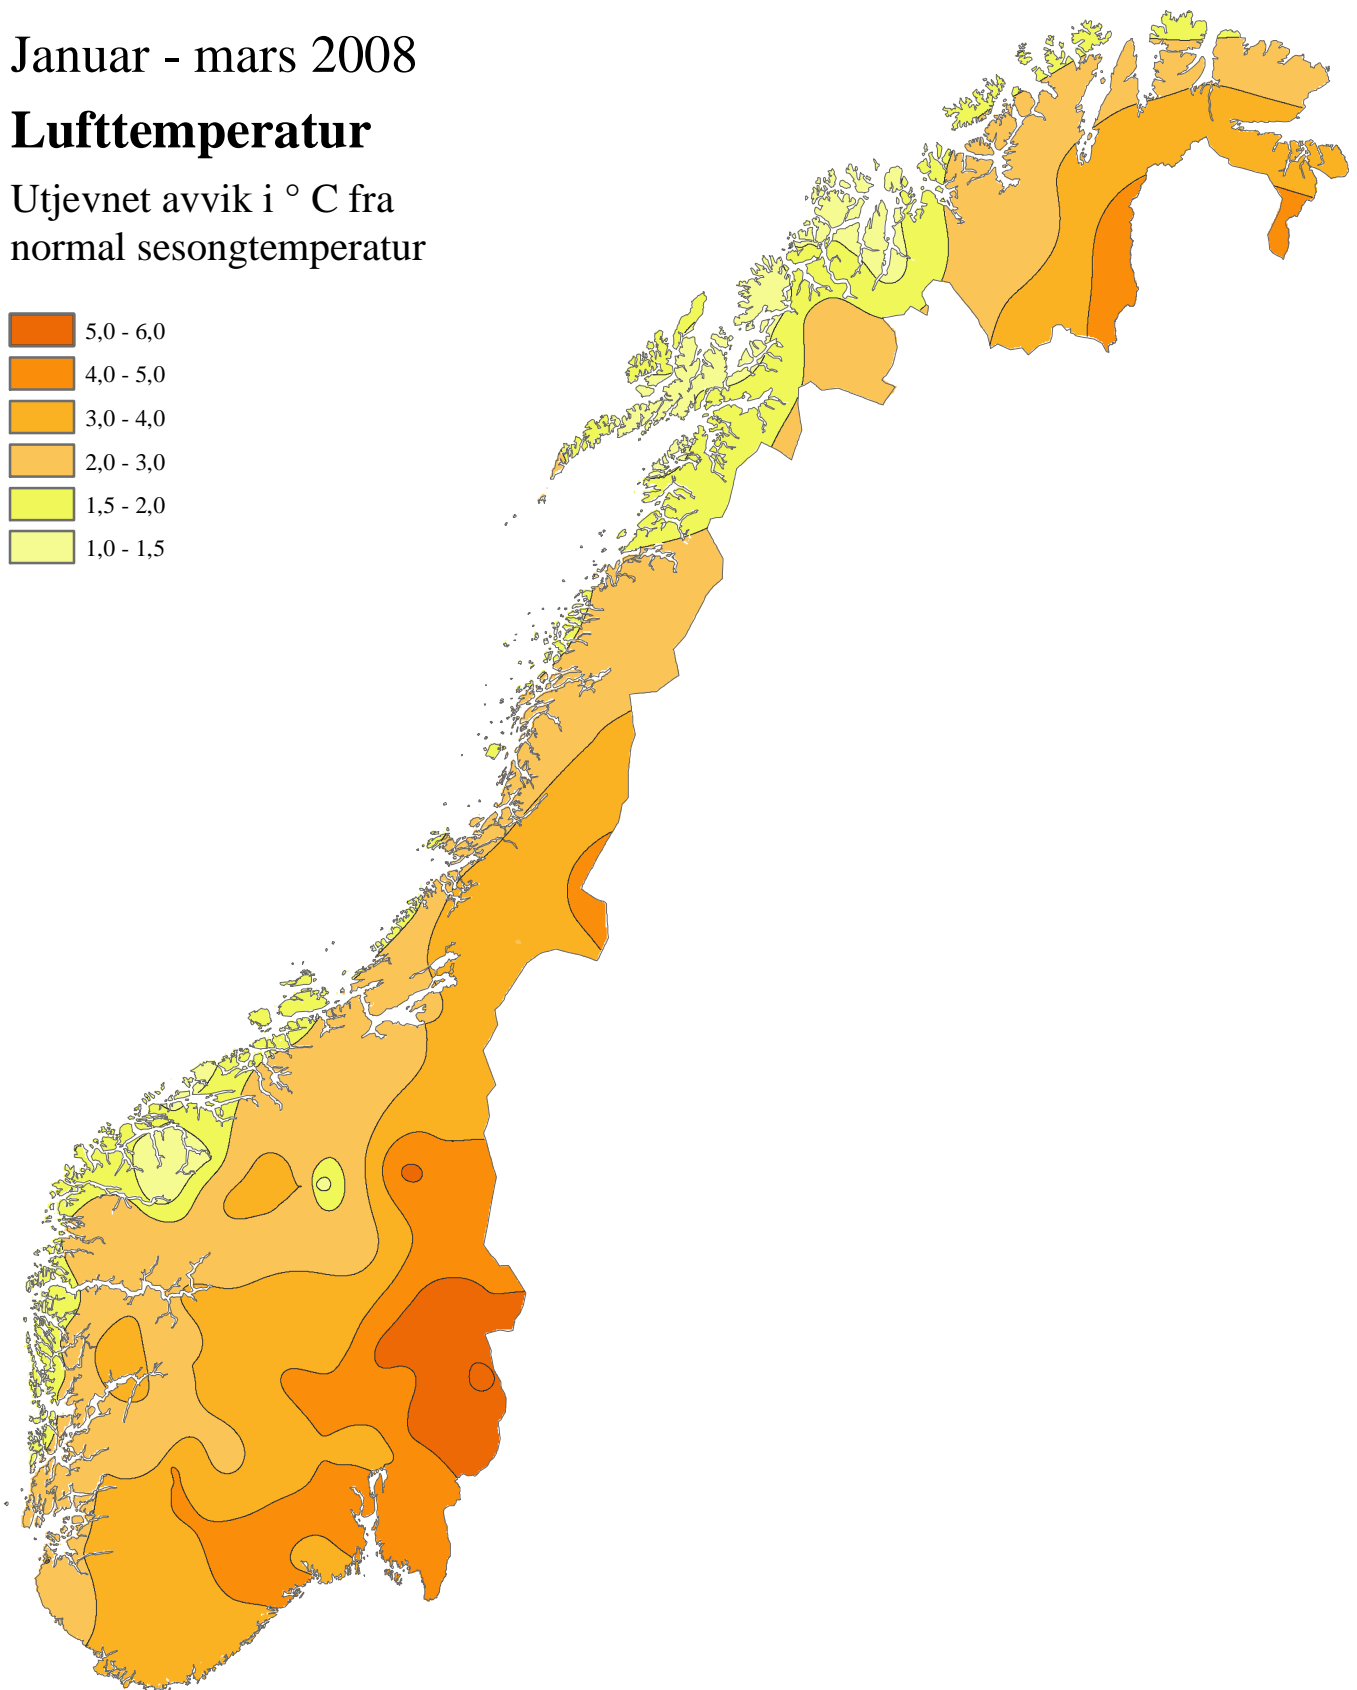 Januar - mars 2008
Lufttemperatur
Utjevnet avvik i ° C fra
normal sesongtemperatur
5,0 - 6,0
4,0 - 5,0
3,0 - 4,0
2,0 - 3,0
1,5 - 2,0
1,0 - 1,5